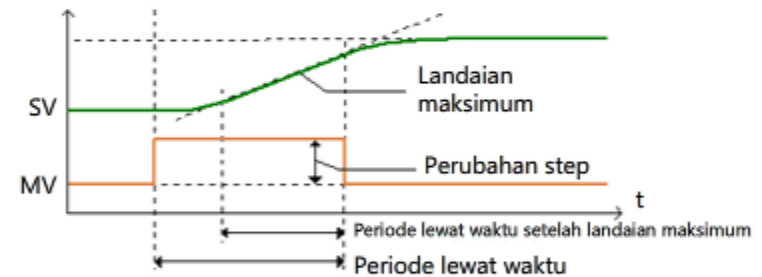 Landaian
maksimum
SV
Perubahan step
MV
t
Periode lewat waktu setelah landaian maksimum
Periode lewat waktu